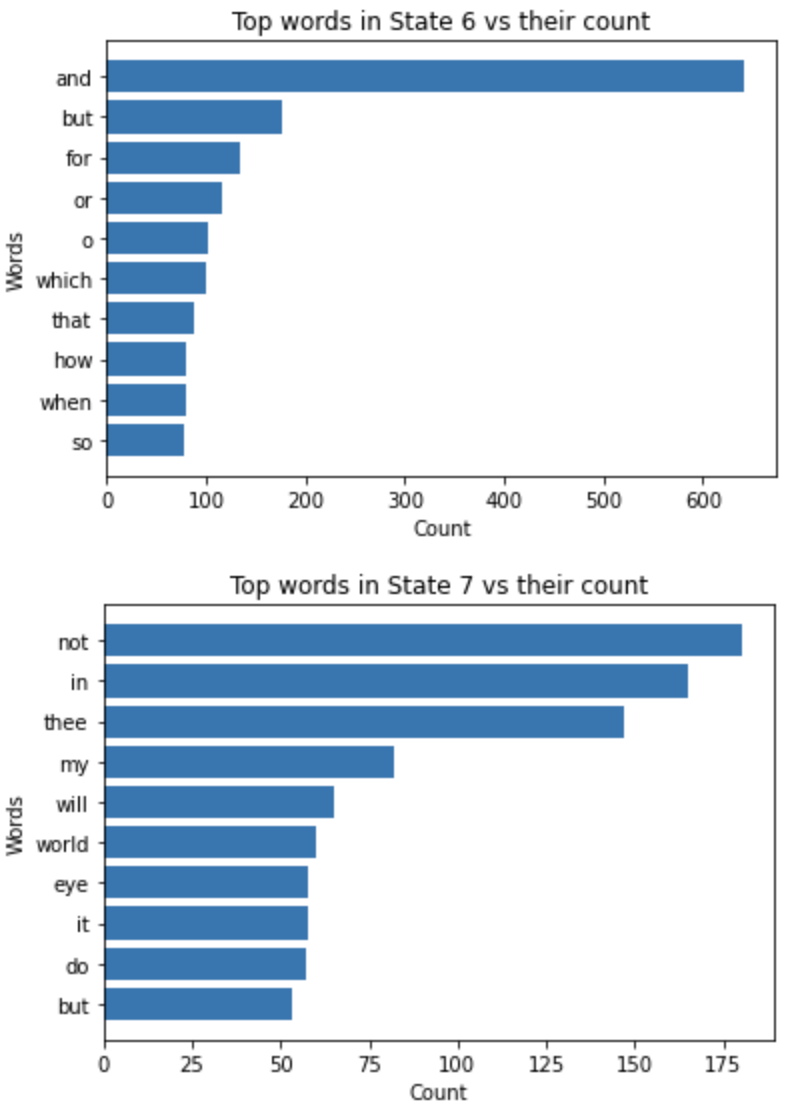 Top words in State 6 vs their count
and
but
for
or
o
which
that
how
when
so
Words
0 100 200 300 400 500 600
Count
Top words in State 7 vs their count
not
in
thee
my
will
world
eye
it
do
but
Words
0 25 50 75 100 125 150 175
Count